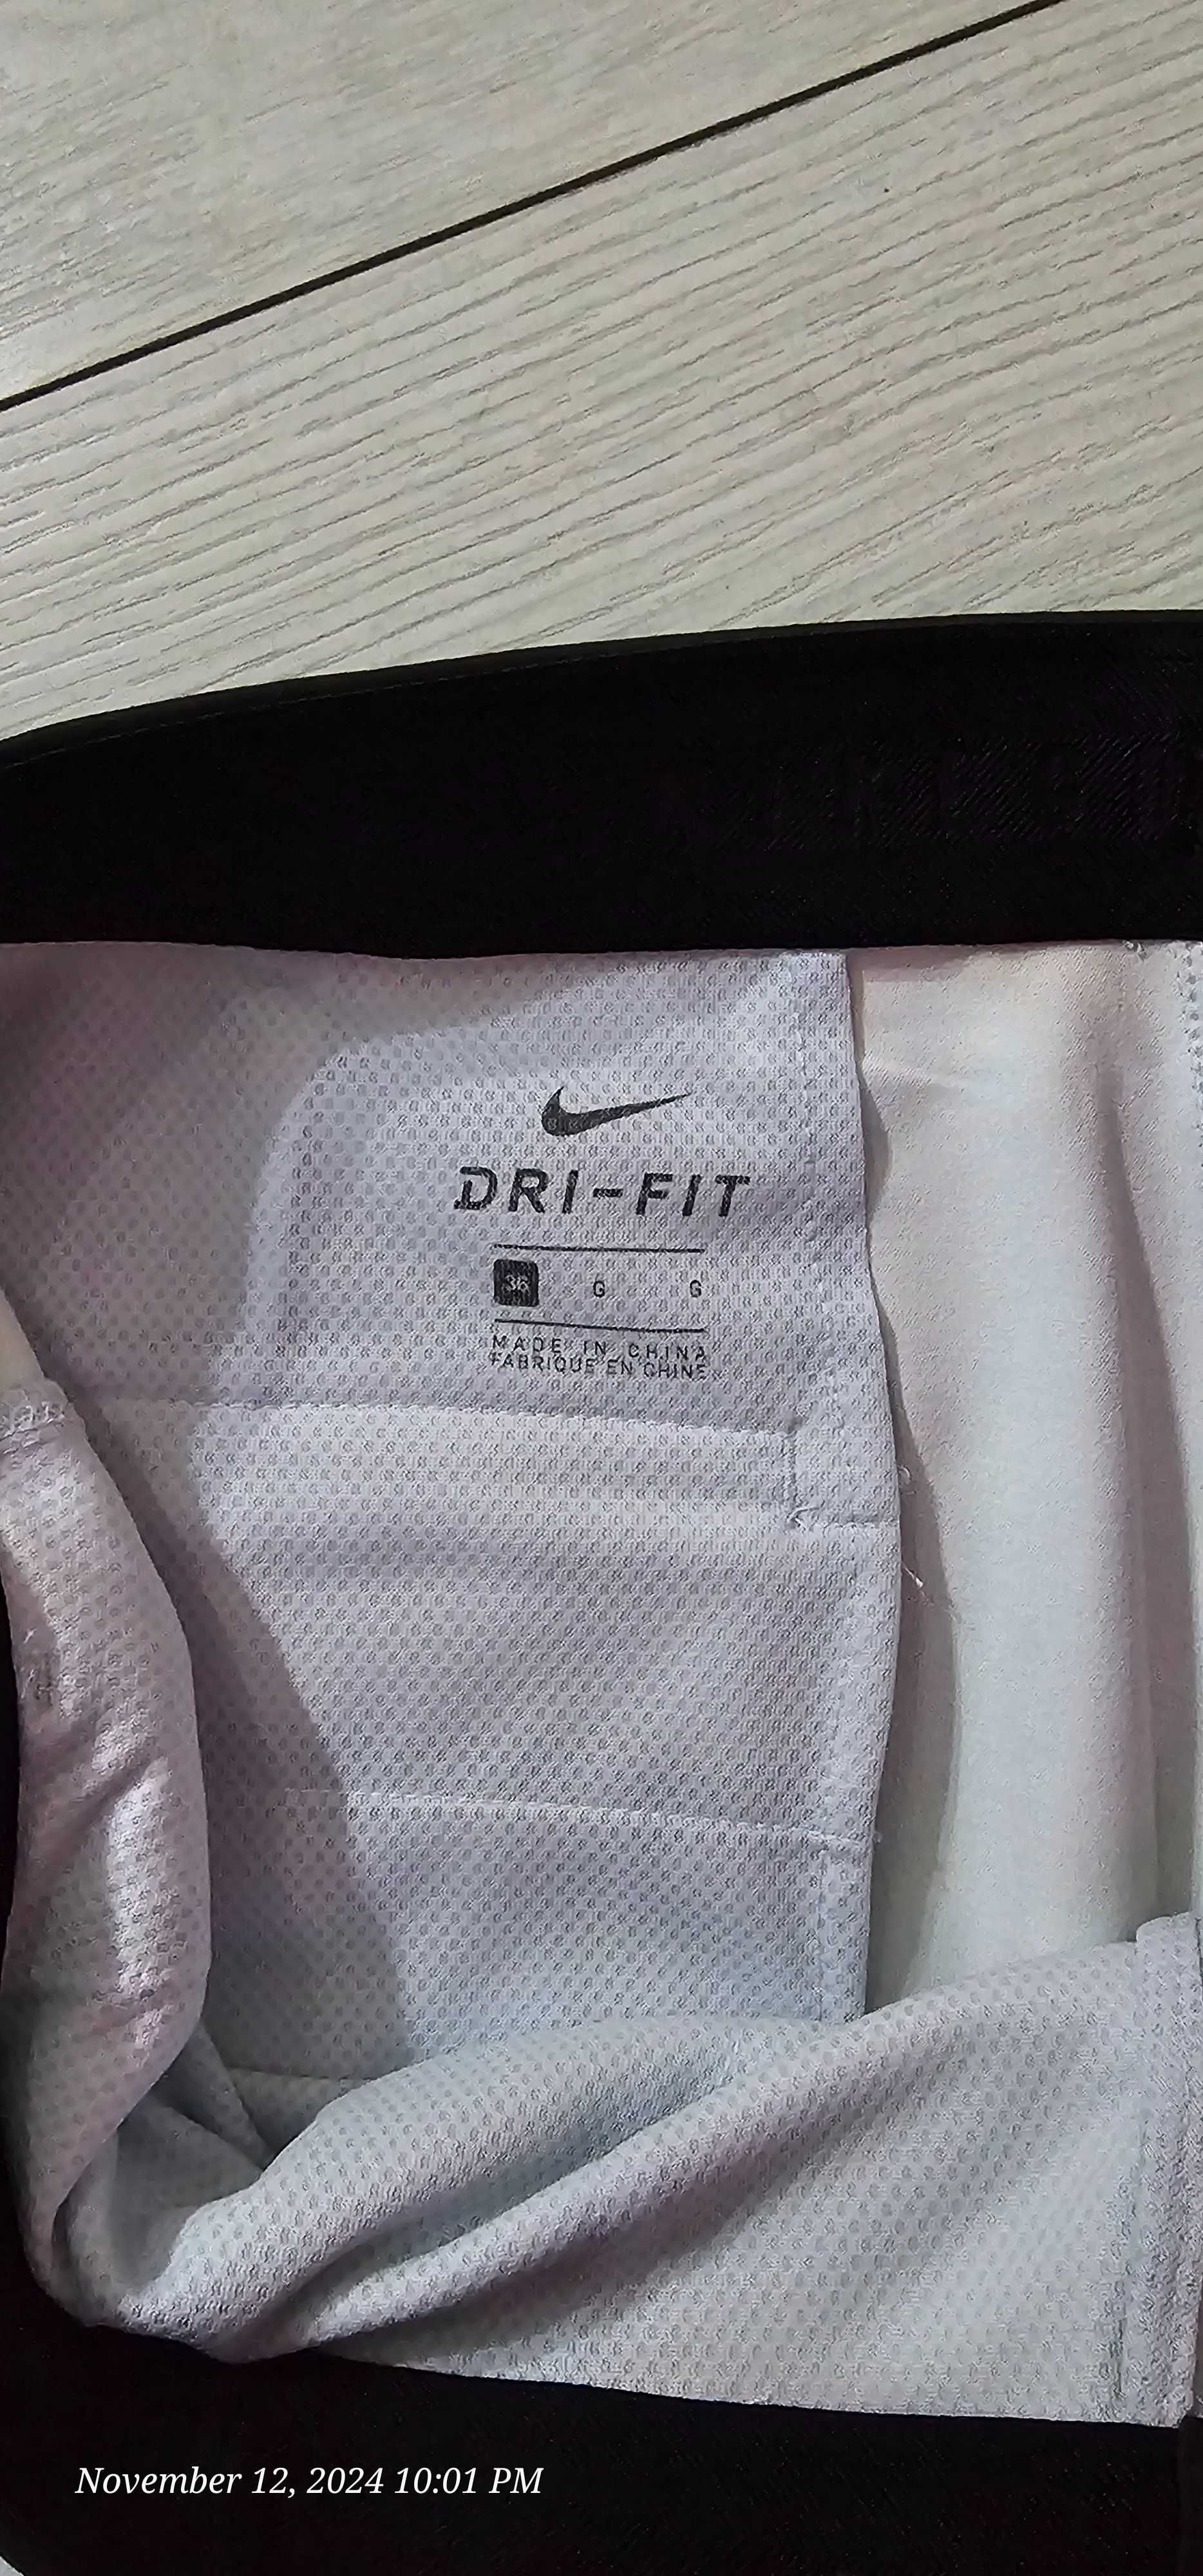 DRI-FIT
36 G G
MADE IN CHINA
FABRIQUE EN CHINE
November 12, 2024 10:01 PM